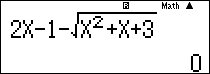 R Math ▲
2X-1-√X²+X+3
0